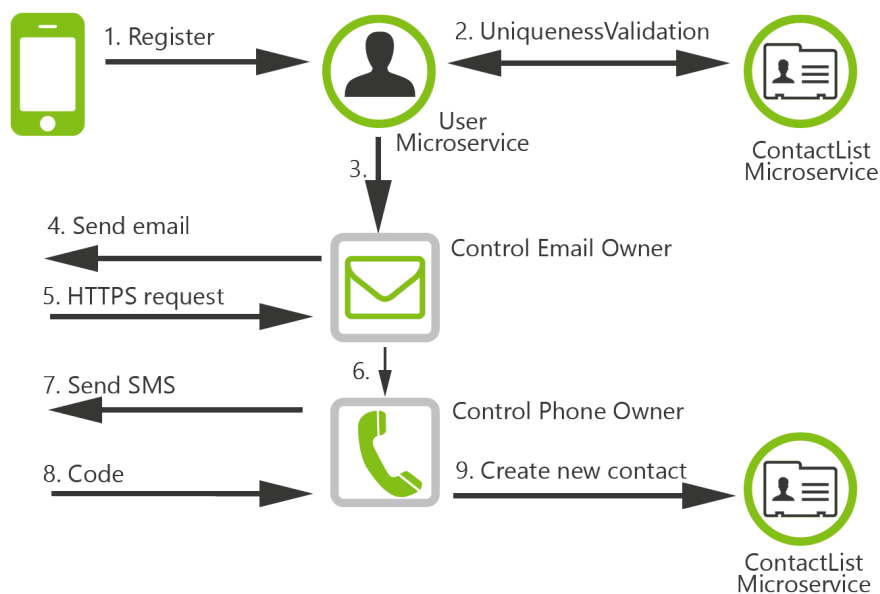 1. Register
2. UniquenessValidation
User
Microservice
ContactList
Microservice
3.
4. Send email
Control Email Owner
5. HTTPS request
6.
7. Send SMS
Control Phone Owner
8. Code
9. Create new contact
ContactList
Microservice